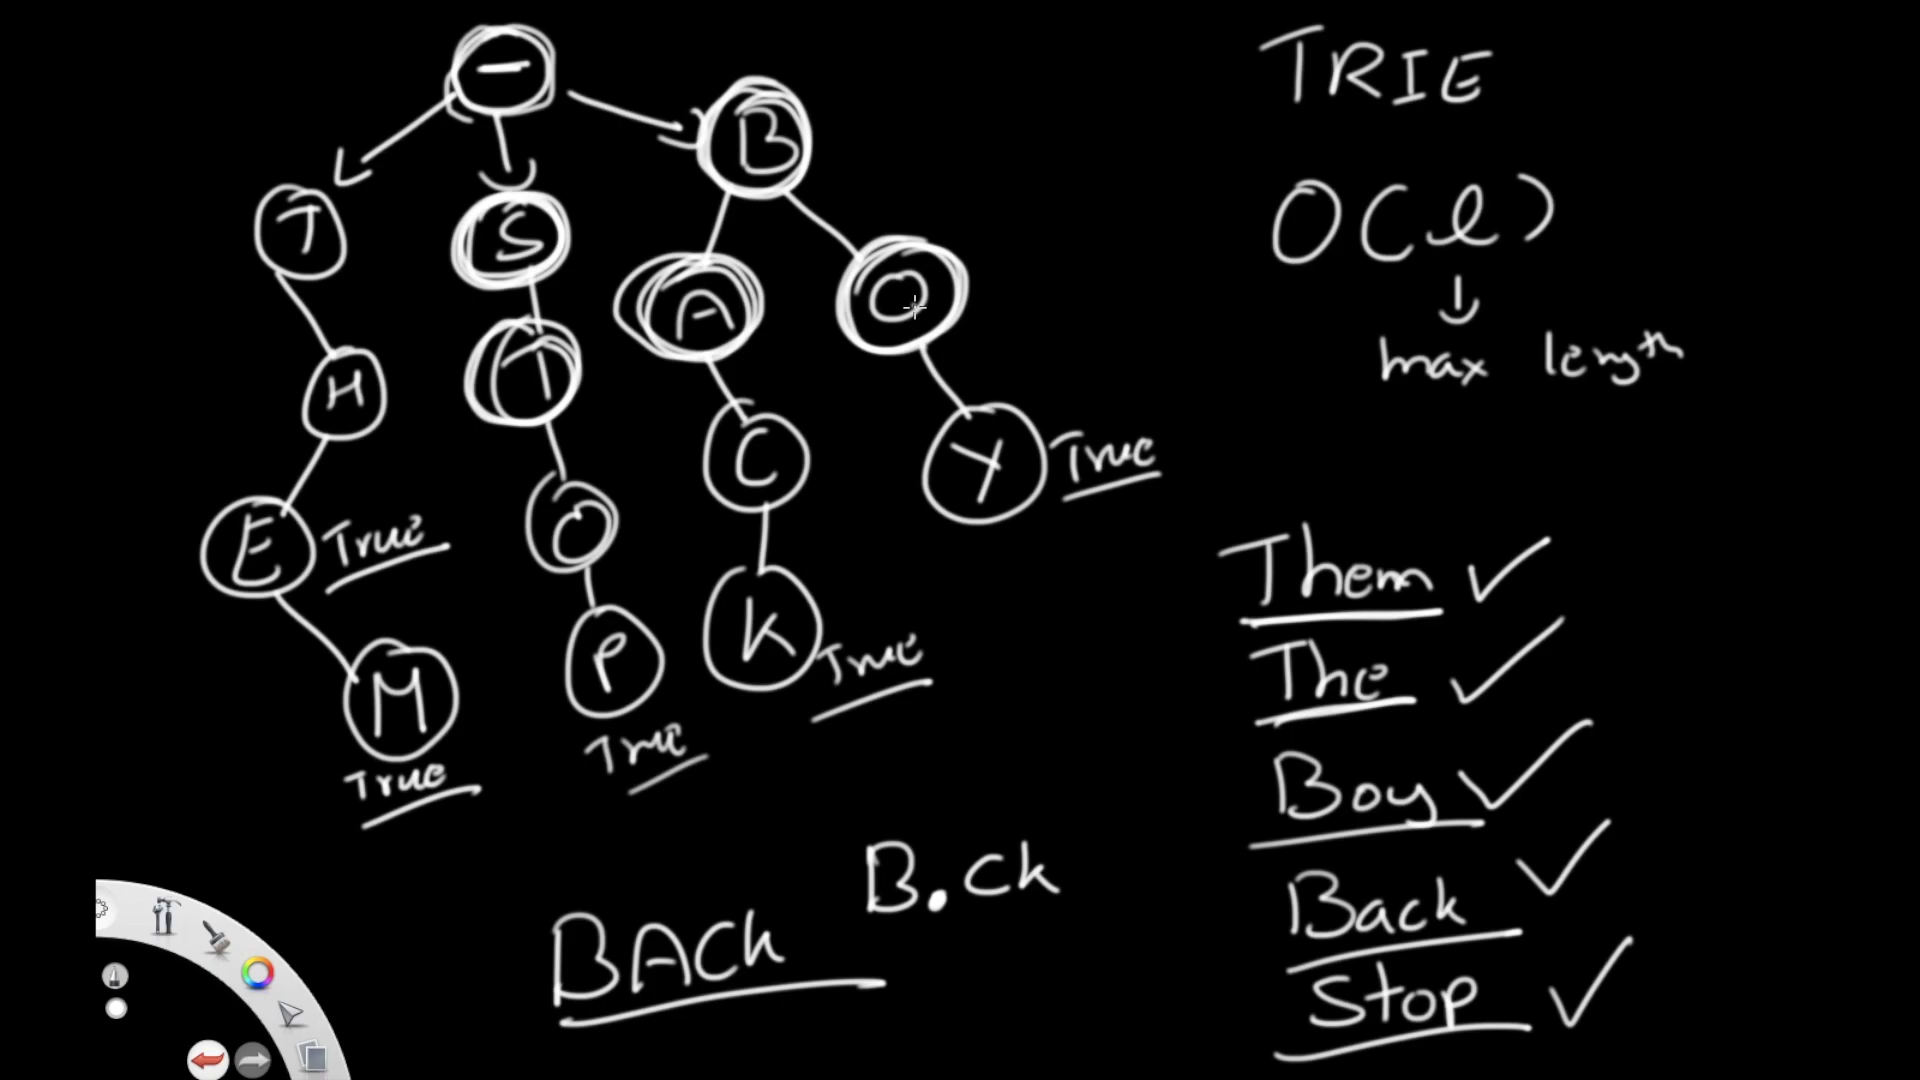 TRIE
O(l)
max length
B
T
S
A
O
T
H
C
Y True
E True
O
K True
P
True
M
True
Them
The
Boy
Back
Stop
B.Ck
BACk